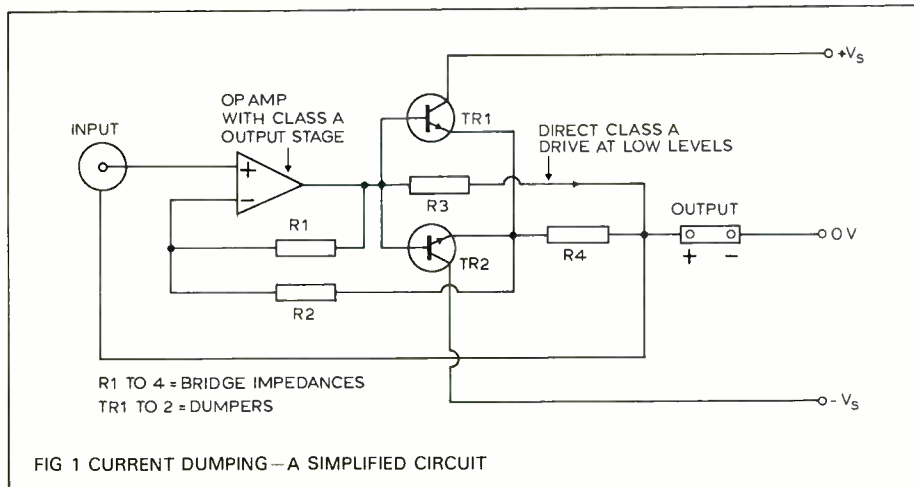 +Vs
OP AMP
WITH CLASS A
OUTPUT STAGE
INPUT
TR1
DIRECT CLASS A
DRIVE AT LOW LEVELS
+
−
R3
OUTPUT
0V
R1
TR2
R4
+ −
R2
R1 TO 4 = BRIDGE IMPEDANCES
TR1 TO 2 = DUMPERS
-Vs
FIG 1 CURRENT DUMPING—A SIMPLIFIED CIRCUIT